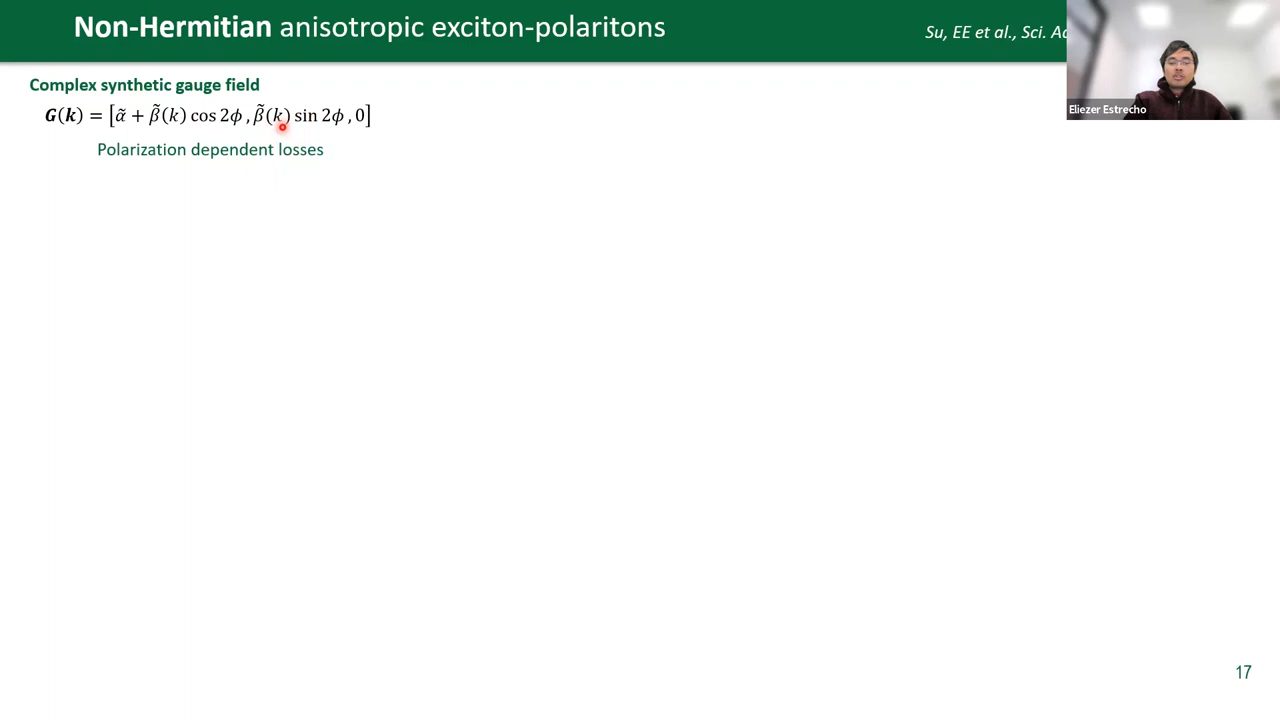 Non-Hermitian anisotropic exciton-polaritons
Su, EE et al., Sci.
Eliezer Estrecho
Complex synthetic gauge field
𝑮(𝒌) = [α̃ + β̃(𝑘) cos 2𝜙 , β̃(𝑘) sin 2𝜙 , 0]
Polarization dependent losses
17